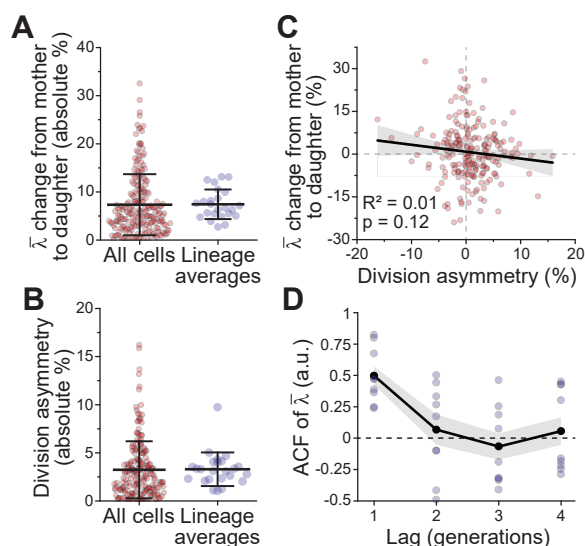 A
λ̄ change from mother
to daughter (absolute %)
40
30
20
10
0
All cells
Lineage
averages
B
Division asymmetry
(absolute %)
20
15
10
5
0
All cells
Lineage
averages
C
λ̄ change from mother
to daughter (%)
45
30
15
0
-15
-30
R² = 0.01
p = 0.12
-20
-10
0
10
20
Division asymmetry (%)
D
ACF of λ̄ (a.u.)
1
0.5
0.25
0
-0.25
-0.5
1
2
3
4
Lag (generations)